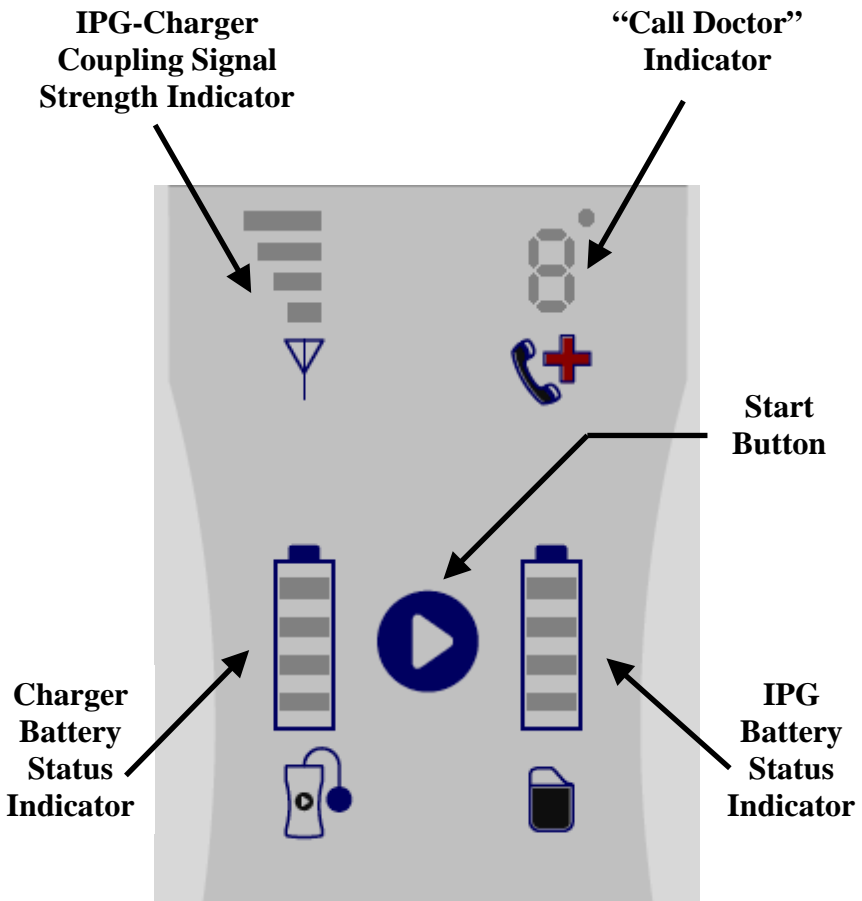 IPG-Charger
Coupling Signal
Strength Indicator
“Call Doctor”
Indicator
Start
Button
Charger
Battery
Status
Indicator
IPG
Battery
Status
Indicator